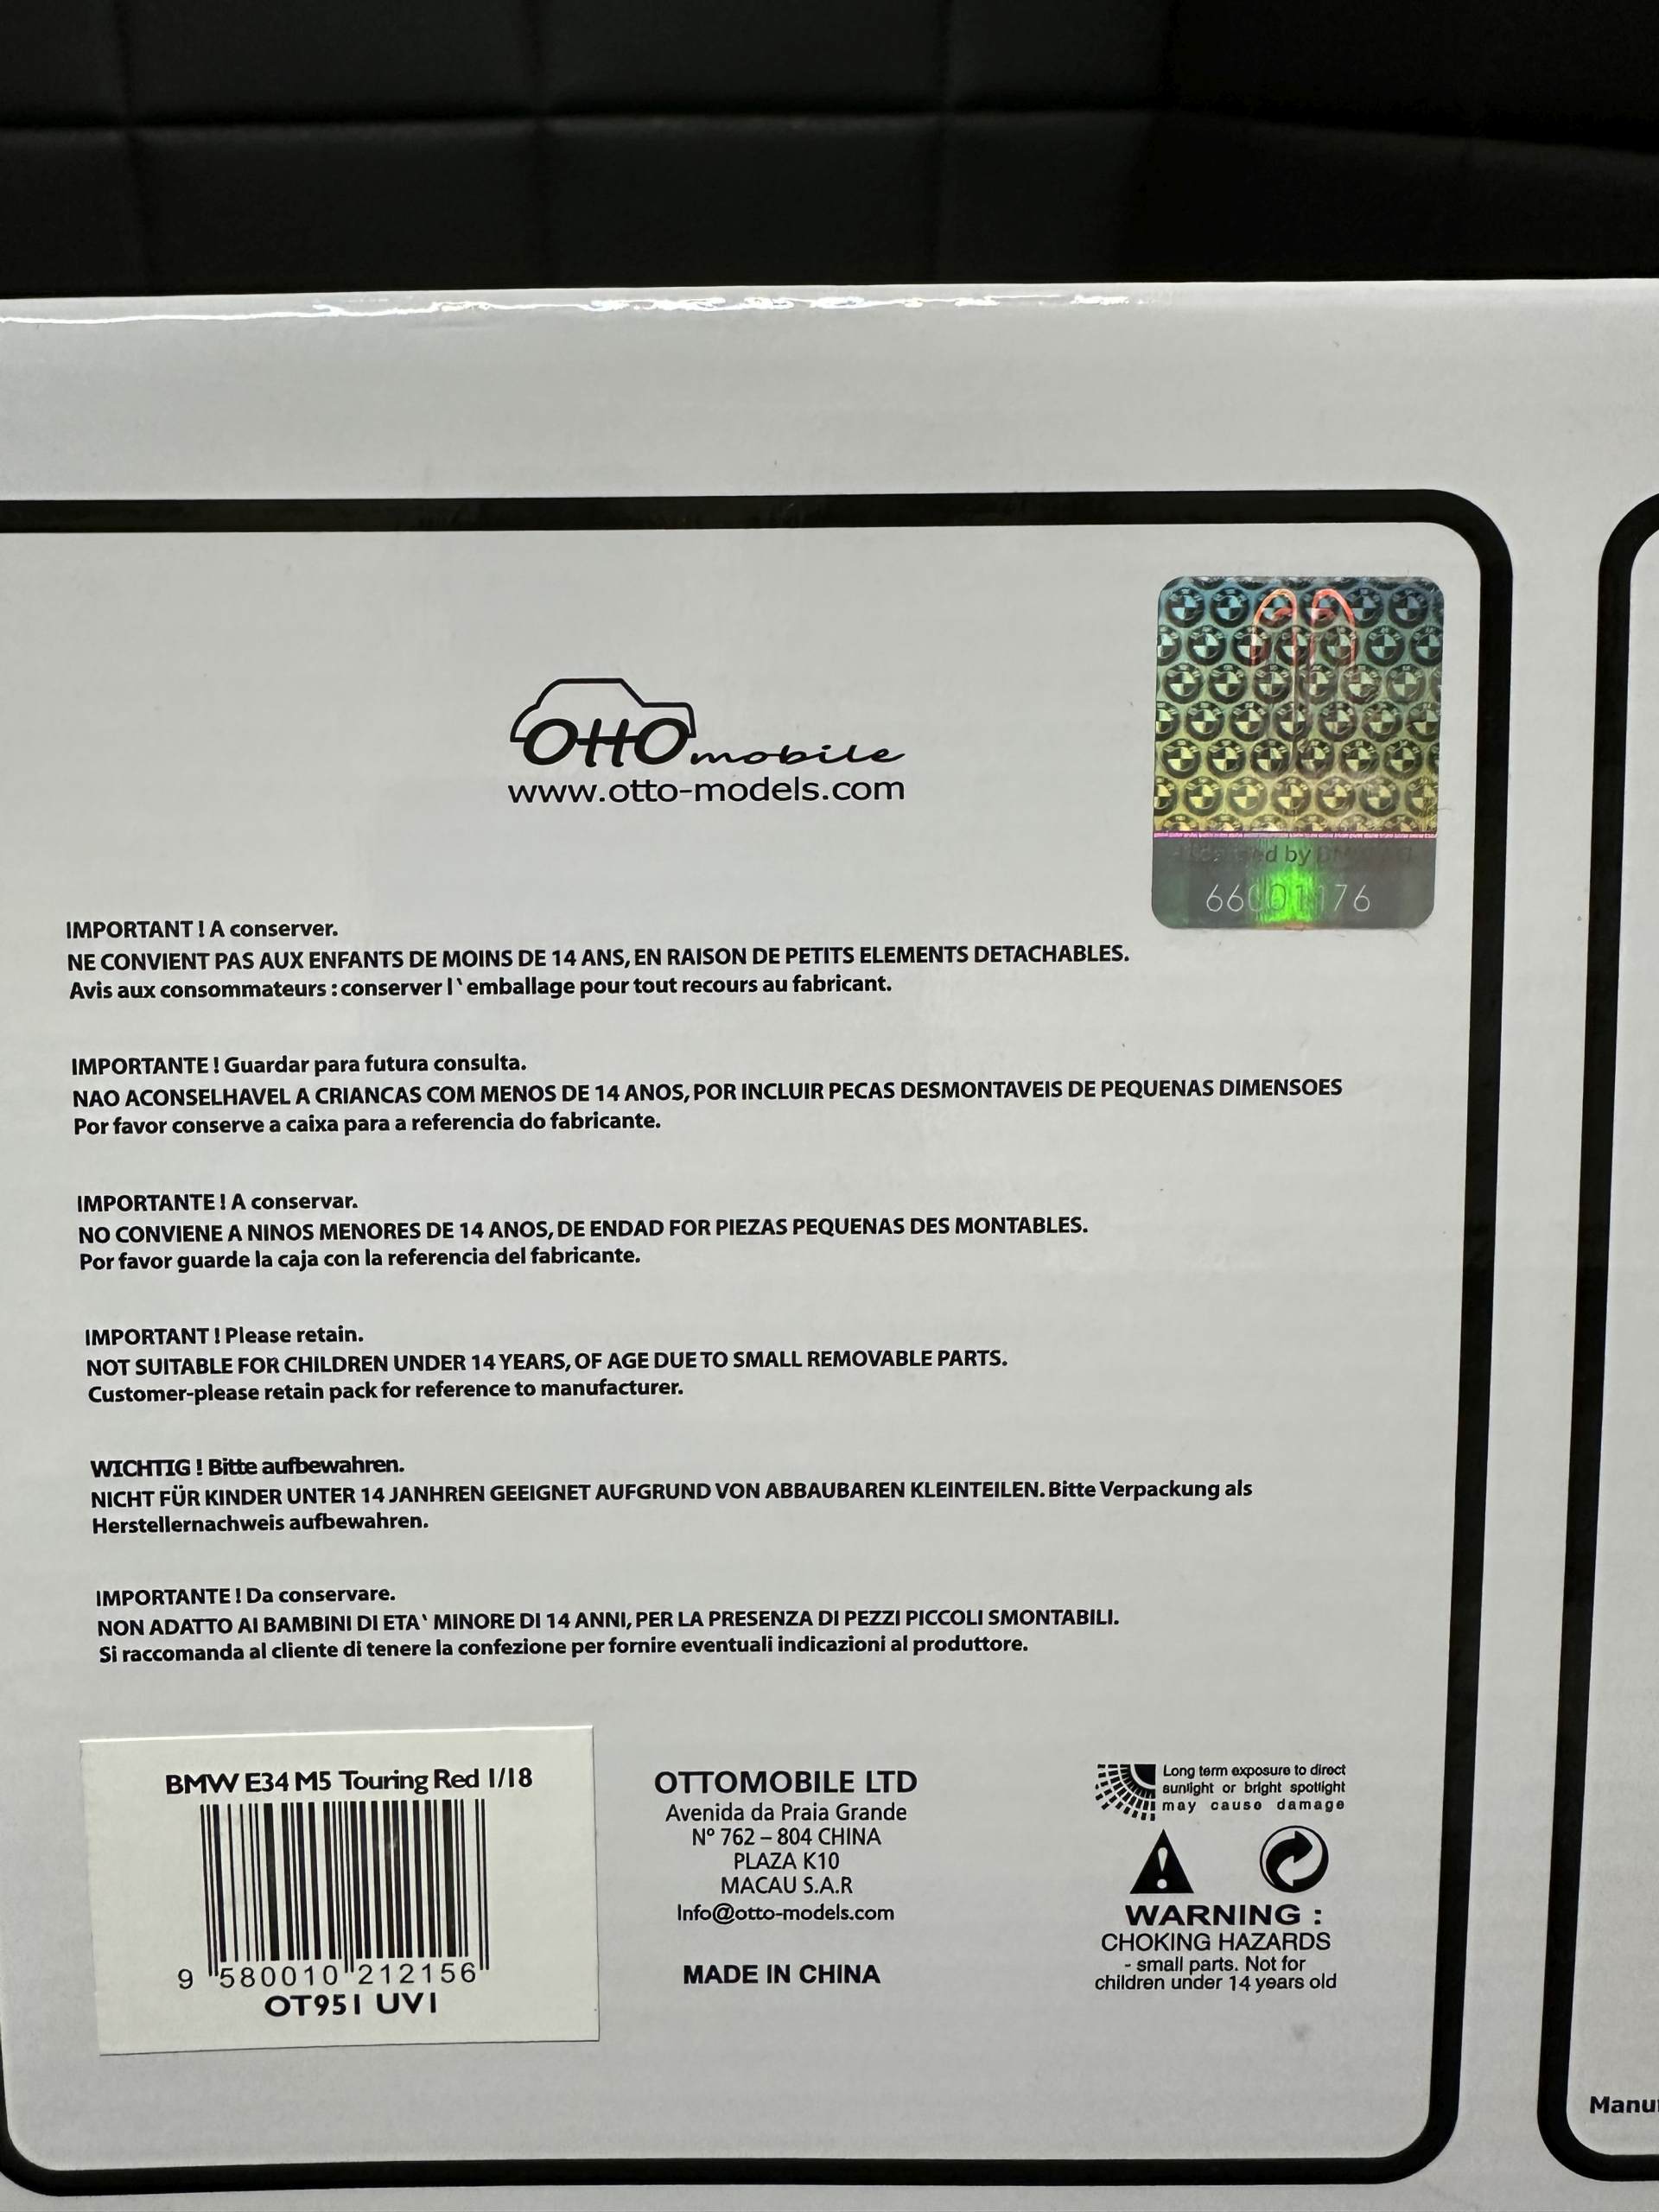 OTTOmobile
www.otto-models.com
66001176
IMPORTANT ! A conserver.
NE CONVIENT PAS AUX ENFANTS DE MOINS DE 14 ANS, EN RAISON DE PETITS ELEMENTS DETACHABLES.
Avis aux consommateurs : conserver l`emballage pour tout recours au fabricant.
IMPORTANTE ! Guardar para futura consulta.
NAO ACONSELHAVEL A CRIANCAS COM MENOS DE 14 ANOS, POR INCLUIR PECAS DESMONTAVEIS DE PEQUENAS DIMENSOES
Por favor conserve a caixa para a referencia do fabricante.
IMPORTANTE ! A conservar.
NO CONVIENE A NINOS MENORES DE 14 ANOS, DE ENDAD FOR PIEZAS PEQUENAS DES MONTABLES.
Por favor guarde la caja con la referencia del fabricante.
IMPORTANT ! Please retain.
NOT SUITABLE FOR CHILDREN UNDER 14 YEARS, OF AGE DUE TO SMALL REMOVABLE PARTS.
Customer-please retain pack for reference to manufacturer.
WICHTIG ! Bitte aufbewahren.
NICHT FÜR KINDER UNTER 14 JANHREN GEEIGNET AUFGRUND VON ABBAUBAREN KLEINTEILEN. Bitte Verpackung als
Herstellernachweis aufbewahren.
IMPORTANTE ! Da conservare.
NON ADATTO AI BAMBINI DI ETA` MINORE DI 14 ANNI, PER LA PRESENZA DI PEZZI PICCOLI SMONTABILI.
Si raccomanda al cliente di tenere la confezione per fornire eventuali indicazioni al produttore.
BMW E34 M5 Touring Red 1/18
9 580010 212156
OT951 UV1
OTTOMOBILE LTD
Avenida da Praia Grande
Nº 762 – 804 CHINA
PLAZA K10
MACAU S.A.R
Info@otto-models.com
MADE IN CHINA
Long term exposure to direct
sunlight or bright spotlight
may cause damage
WARNING :
CHOKING HAZARDS
- small parts. Not for
children under 14 years old